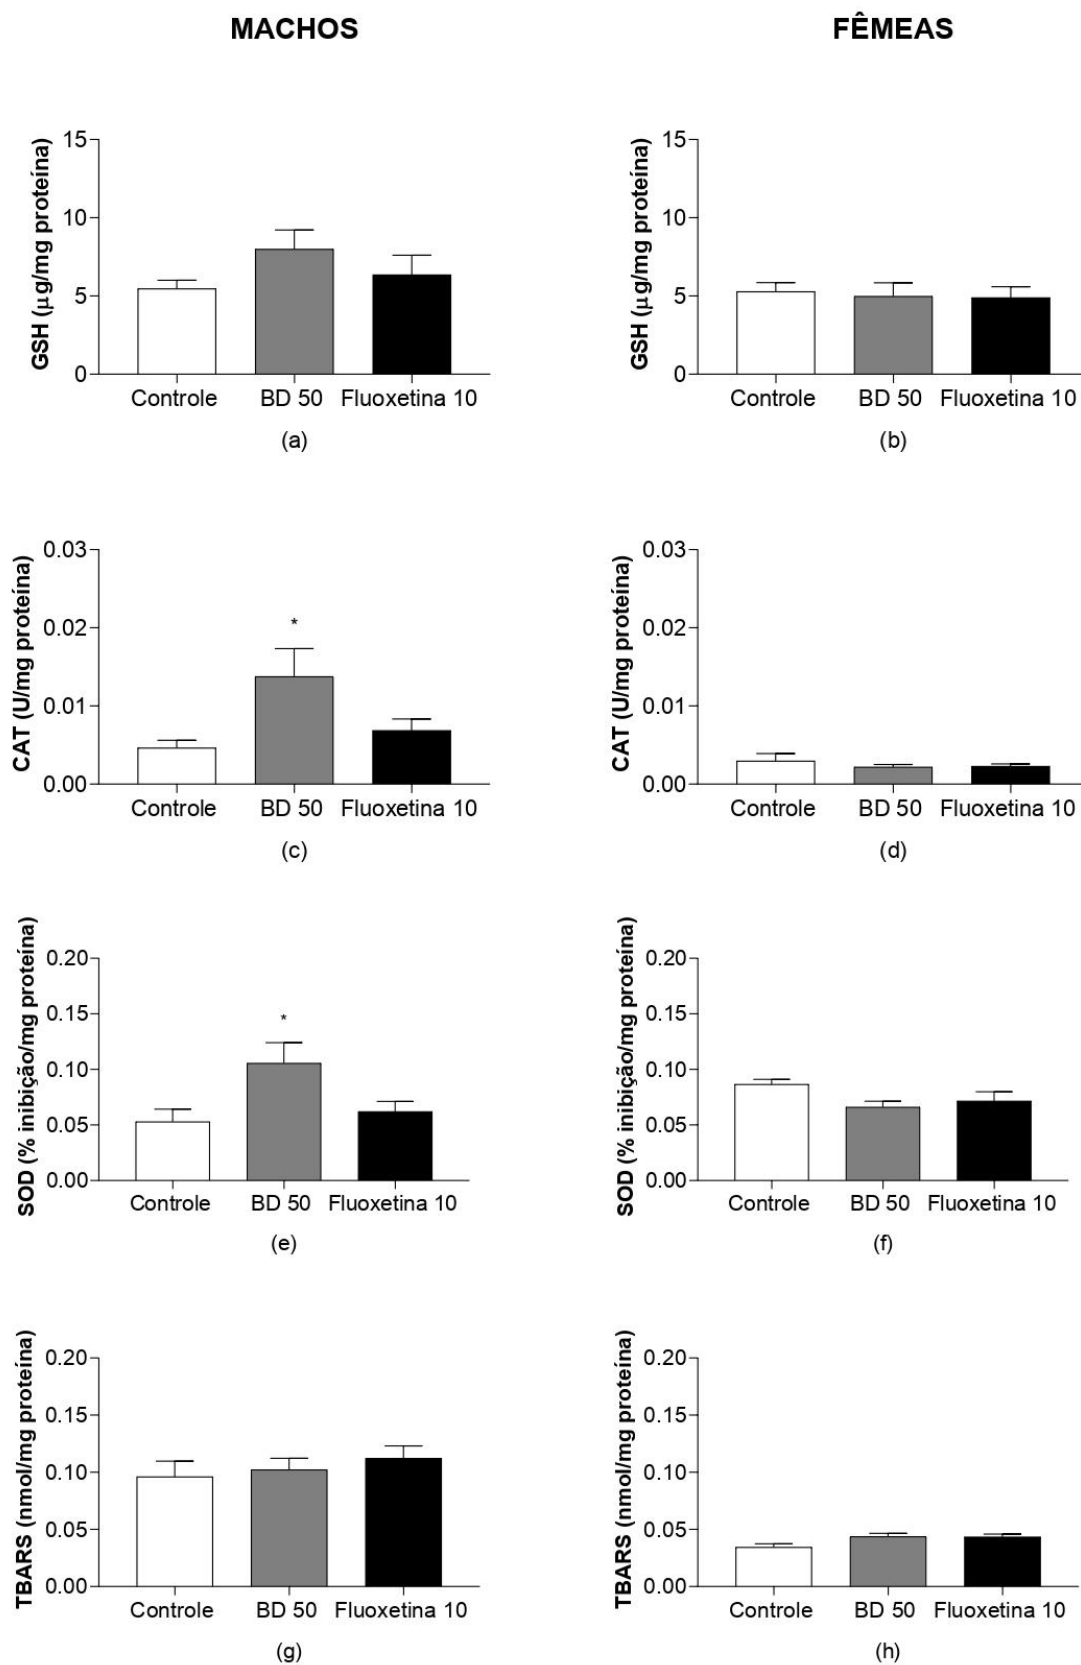 MACHOS
FÊMEAS
GSH (µg/mg proteína)
15
10
5
0
Controle BD 50 Fluoxetina 10
(a)
GSH (µg/mg proteína)
15
10
5
0
Controle BD 50 Fluoxetina 10
(b)
CAT (U/mg proteína)
0.03
0.02
0.01
0.00
*
Controle BD 50 Fluoxetina 10
(c)
CAT (U/mg proteína)
0.03
0.02
0.01
0.00
Controle BD 50 Fluoxetina 10
(d)
SOD (% inibição/mg proteína)
0.20
0.15
0.10
0.05
0.00
*
Controle BD 50 Fluoxetina 10
(e)
SOD (% inibição/mg proteína)
0.20
0.15
0.10
0.05
0.00
Controle BD 50 Fluoxetina 10
(f)
TBARS (nmol/mg proteína)
0.20
0.15
0.10
0.05
0.00
Controle BD 50 Fluoxetina 10
(g)
TBARS (nmol/mg proteína)
0.20
0.15
0.10
0.05
0.00
Controle BD 50 Fluoxetina 10
(h)